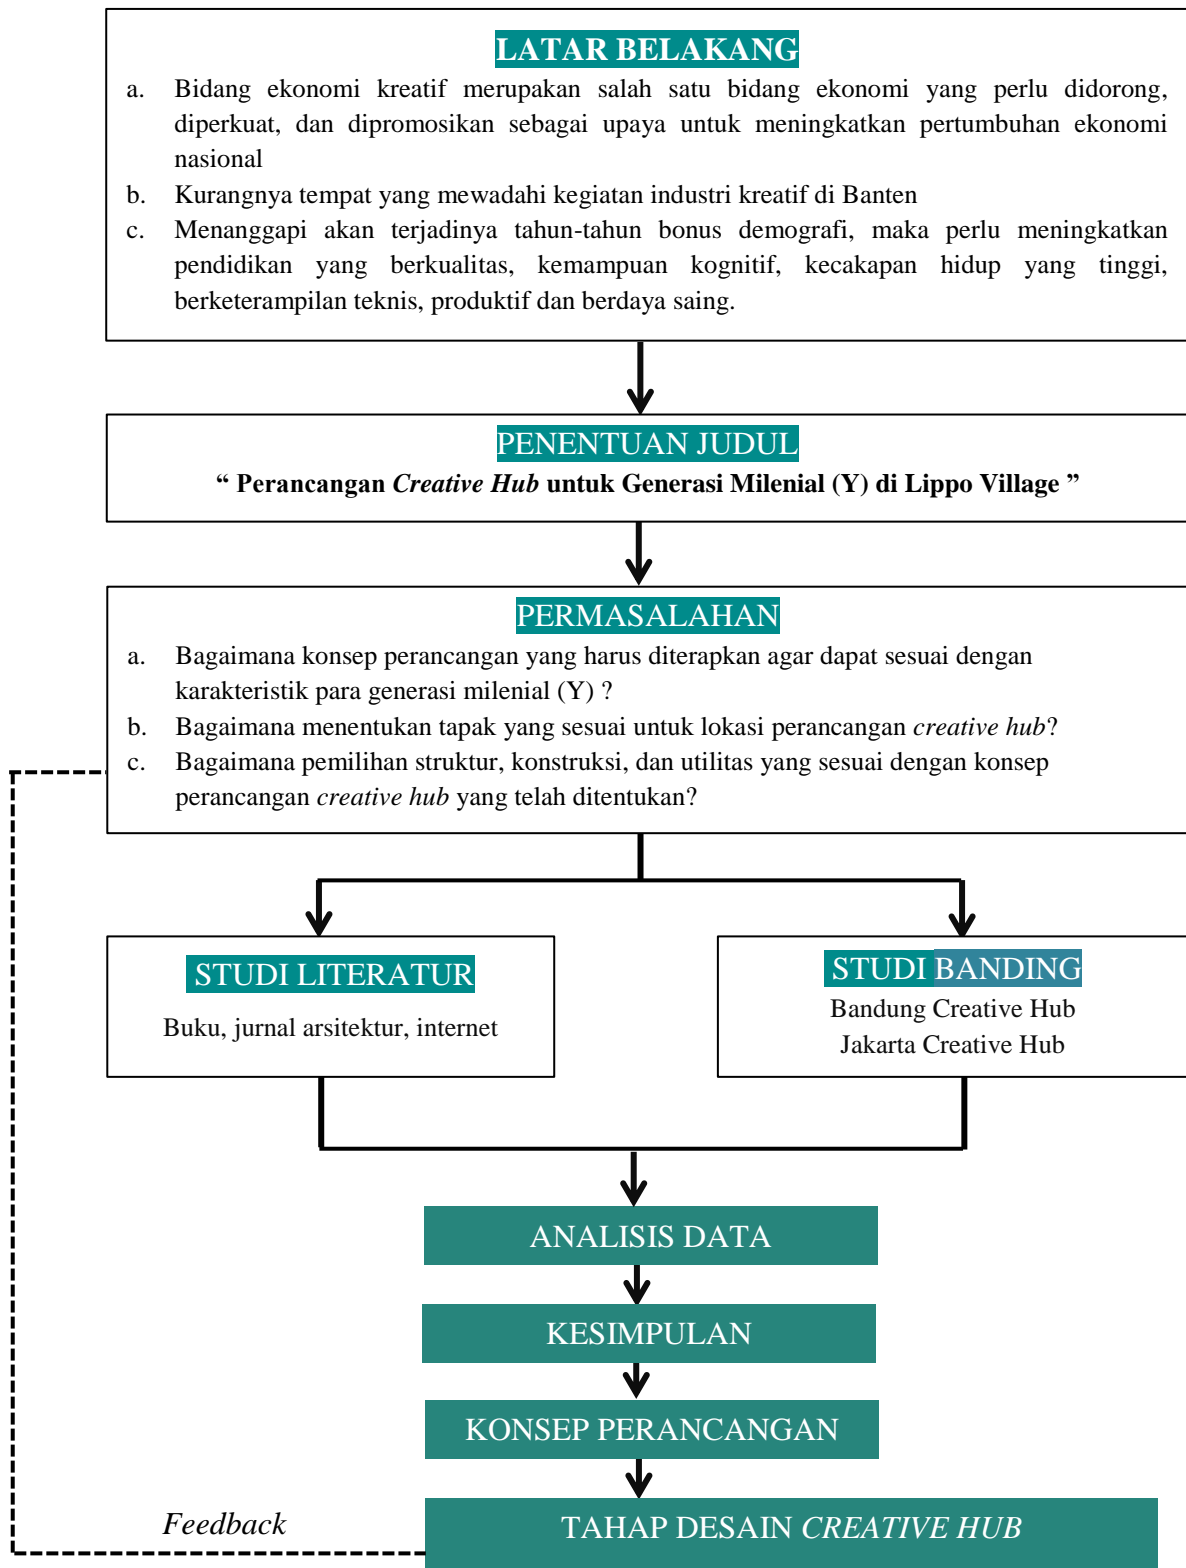 LATAR BELAKANG
a. Bidang ekonomi kreatif merupakan salah satu bidang ekonomi yang perlu didorong,
diperkuat, dan dipromosikan sebagai upaya untuk meningkatkan pertumbuhan ekonomi
nasional
b. Kurangnya tempat yang mewadahi kegiatan industri kreatif di Banten
c. Menanggapi akan terjadinya tahun-tahun bonus demografi, maka perlu meningkatkan
pendidikan yang berkualitas, kemampuan kognitif, kecakapan hidup yang tinggi,
berketerampilan teknis, produktif dan berdaya saing.
PENENTUAN JUDUL
“ Perancangan Creative Hub untuk Generasi Milenial (Y) di Lippo Village ”
PERMASALAHAN
a. Bagaimana konsep perancangan yang harus diterapkan agar dapat sesuai dengan
karakteristik para generasi milenial (Y) ?
b. Bagaimana menentukan tapak yang sesuai untuk lokasi perancangan creative hub?
c. Bagaimana pemilihan struktur, konstruksi, dan utilitas yang sesuai dengan konsep
perancangan creative hub yang telah ditentukan?
STUDI LITERATUR
Buku, jurnal arsitektur, internet
STUDI BANDING
Bandung Creative Hub
Jakarta Creative Hub
ANALISIS DATA
KESIMPULAN
KONSEP PERANCANGAN
Feedback
TAHAP DESAIN CREATIVE HUB